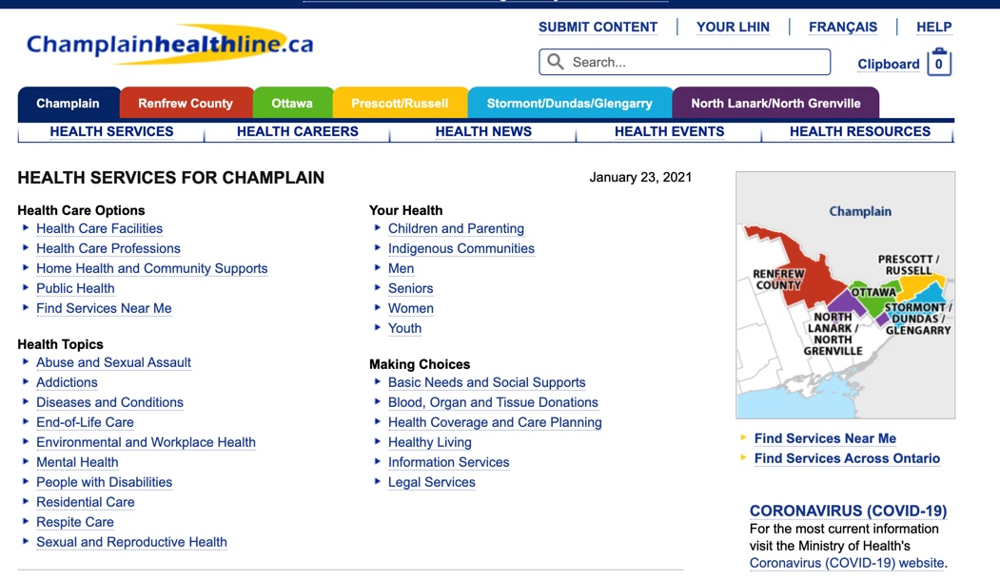 SUBMIT CONTENT
YOUR LHIN
FRANÇAIS
HELP
Champlainhealthline.ca
Search...
Clipboard
0
Champlain
Renfrew County
Ottawa
Prescott/Russell
Stormont/Dundas/Glengarry
North Lanark/North Grenville
HEALTH SERVICES
HEALTH CAREERS
HEALTH NEWS
HEALTH EVENTS
HEALTH RESOURCES
HEALTH SERVICES FOR CHAMPLAIN
January 23, 2021
Health Care Options
Health Care Facilities
Health Care Professions
Home Health and Community Supports
Public Health
Find Services Near Me
Health Topics
Abuse and Sexual Assault
Addictions
Diseases and Conditions
End-of-Life Care
Environmental and Workplace Health
Mental Health
People with Disabilities
Residential Care
Respite Care
Sexual and Reproductive Health
Your Health
Children and Parenting
Indigenous Communities
Men
Seniors
Women
Youth
Making Choices
Basic Needs and Social Supports
Blood, Organ and Tissue Donations
Health Coverage and Care Planning
Healthy Living
Information Services
Legal Services
Champlain
RENFREW
COUNTY
PRESCOTT /
RUSSELL
OTTAWA
STORMONT /
DUNDAS /
GLENGARRY
NORTH
LANARK /
NORTH
GRENVILLE
Find Services Near Me
Find Services Across Ontario
CORONAVIRUS (COVID-19)
For the most current information
visit the Ministry of Health's
Coronavirus (COVID-19) website.